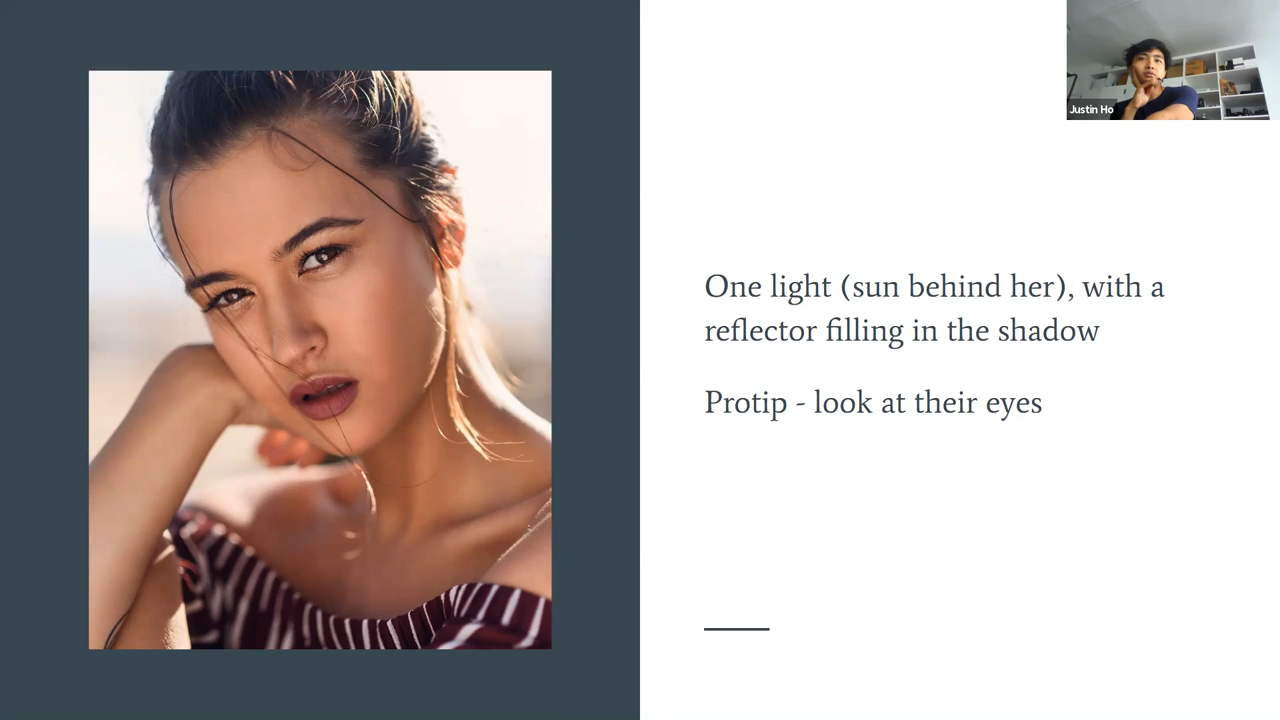 Justin Ho
One light (sun behind her), with a
reflector filling in the shadow
Protip - look at their eyes